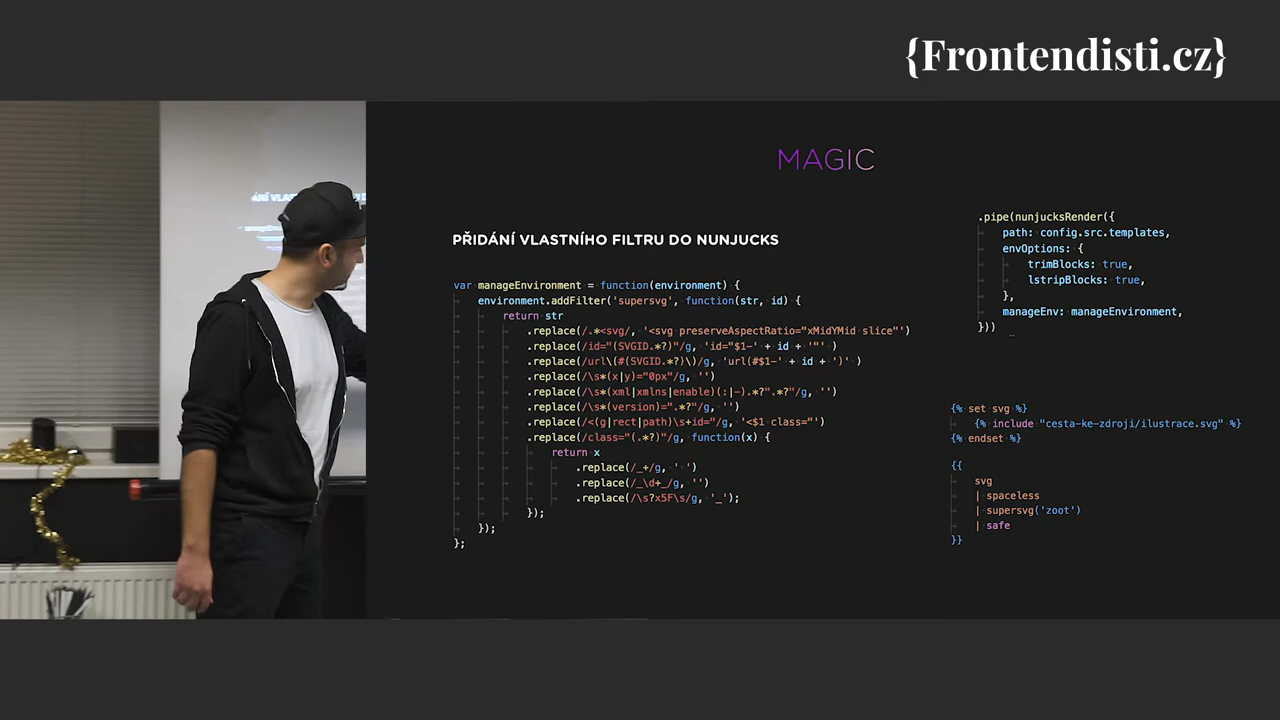 {Frontendisti.cz}
MAGIC
PŘIDÁNÍ VLASTNÍHO FILTRU DO NUNJUCKS
var manageEnvironment = function(environment) {
environment.addFilter('supersvg', function(str, id) {
return str
.replace(/.*<svg/, '<svg preserveAspectRatio="xMidYMid slice"')
.replace(/id="(SVGID.*?)"/g, 'id="$1-' + id + '"' )
.replace(/url\(#(SVGID.*?)\)/g, 'url(#$1-' + id + ')' )
.replace(/\s*(x|y)="0px"/g, '')
.replace(/\s*(xml|xmlns|enable)(:|-).*?".*?"/g, '')
.replace(/\s*(version)=".*?"/g, '')
.replace(/<(g|rect|path)\s+id="/g, '<$1 class="')
.replace(/class="(.*?)"/g, function(x) {
return x
.replace(/_+/g, ' ')
.replace(/_\d+_/g, '')
.replace(/\s?x5F\s/g, '_');
});
});
};
.pipe(nunjucksRender({
path: config.src.templates,
envOptions: {
trimBlocks: true,
lstripBlocks: true,
},
manageEnv: manageEnvironment,
}))
{% set svg %}
{% include "cesta-ke-zdroji/ilustrace.svg" %}
{% endset %}
{{
svg
| spaceless
| supersvg('zoot')
| safe
}}